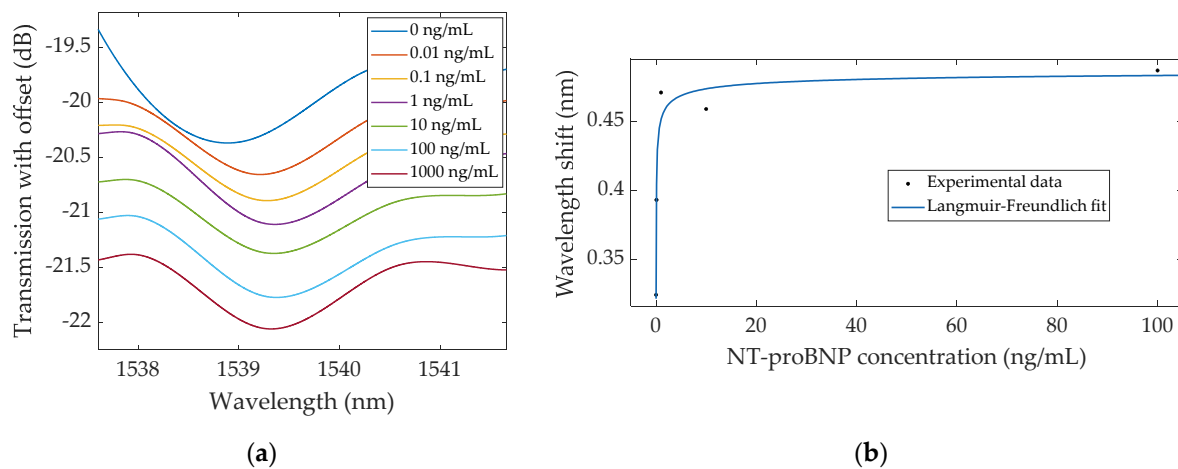 Transmission with offset (dB)
-19.5
-20
-20.5
-21
-21.5
-22
0 ng/mL
0.01 ng/mL
0.1 ng/mL
1 ng/mL
10 ng/mL
100 ng/mL
1000 ng/mL
1538 1539 1540 1541
Wavelength (nm)
(a)
Wavelength shift (nm)
0.45
0.4
0.35
Experimental data
Langmuir-Freundlich fit
0 20 40 60 80 100
NT-proBNP concentration (ng/mL)
(b)